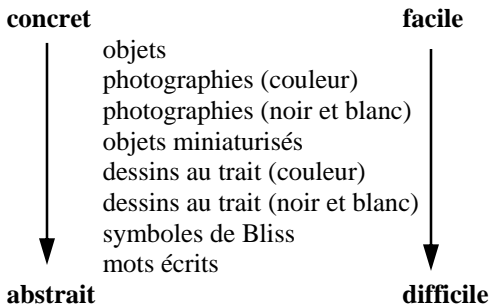 concret facile
objets
photographies (couleur)
photographies (noir et blanc)
objets miniaturisés
dessins au trait (couleur)
dessins au trait (noir et blanc)
symboles de Bliss
mots écrits
abstrait difficile